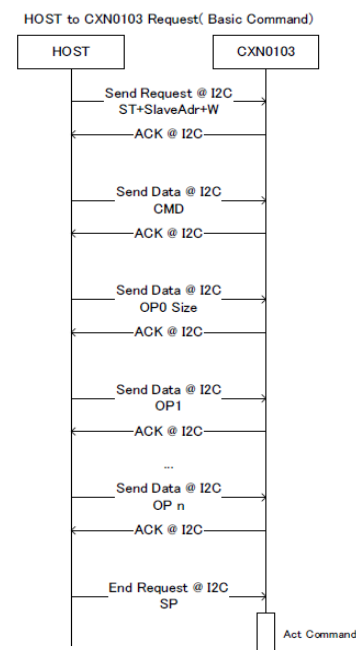 HOST to CXN0103 Request( Basic Command)
HOST
CXN0103
Send Request @ I2C
ST+SlaveAdr+W
ACK @ I2C
Send Data @ I2C
CMD
ACK @ I2C
Send Data @ I2C
OP0 Size
ACK @ I2C
Send Data @ I2C
OP1
ACK @ I2C
...
Send Data @ I2C
OP n
ACK @ I2C
End Request @ I2C
SP
Act Command